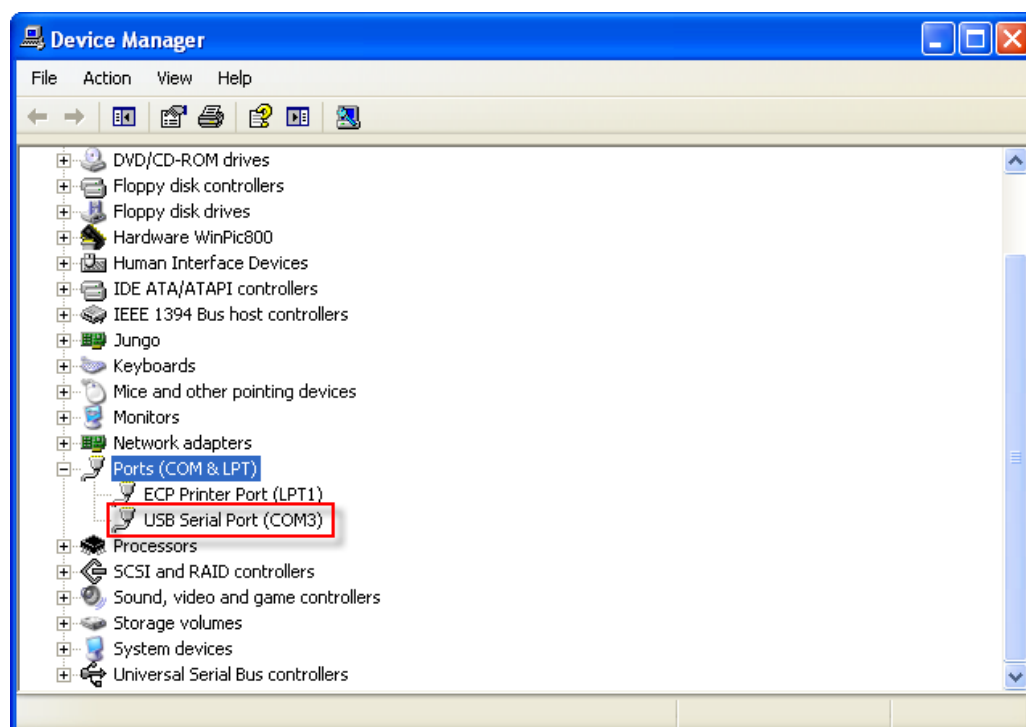 Device Manager
File Action View Help
DVD/CD-ROM drives
Floppy disk controllers
Floppy disk drives
Hardware WinPic800
Human Interface Devices
IDE ATA/ATAPI controllers
IEEE 1394 Bus host controllers
Jungo
Keyboards
Mice and other pointing devices
Monitors
Network adapters
Ports (COM & LPT)
ECP Printer Port (LPT1)
USB Serial Port (COM3)
Processors
SCSI and RAID controllers
Sound, video and game controllers
Storage volumes
System devices
Universal Serial Bus controllers